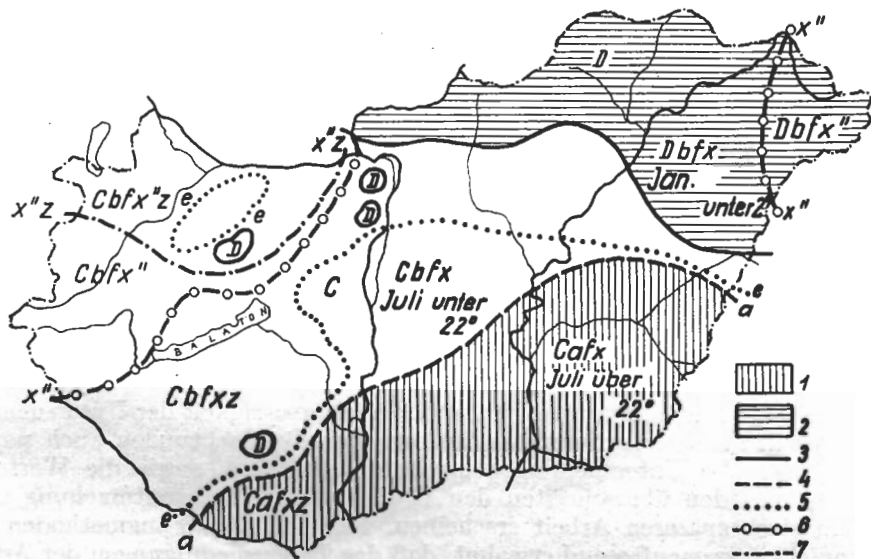 x"
D
x"z
Dbfx"
Dbfx
Jan.
unter 2°
x"
D
D
Cbfx"z
e
e
x"z
D
Cbfx"
C
Cbfx
Juli unter
22°
e
a
BALATON
Cafx
Juli über
22°
1
x"
Cbfxz
2
D
3
4
Cafxz
5
e
6
a
7